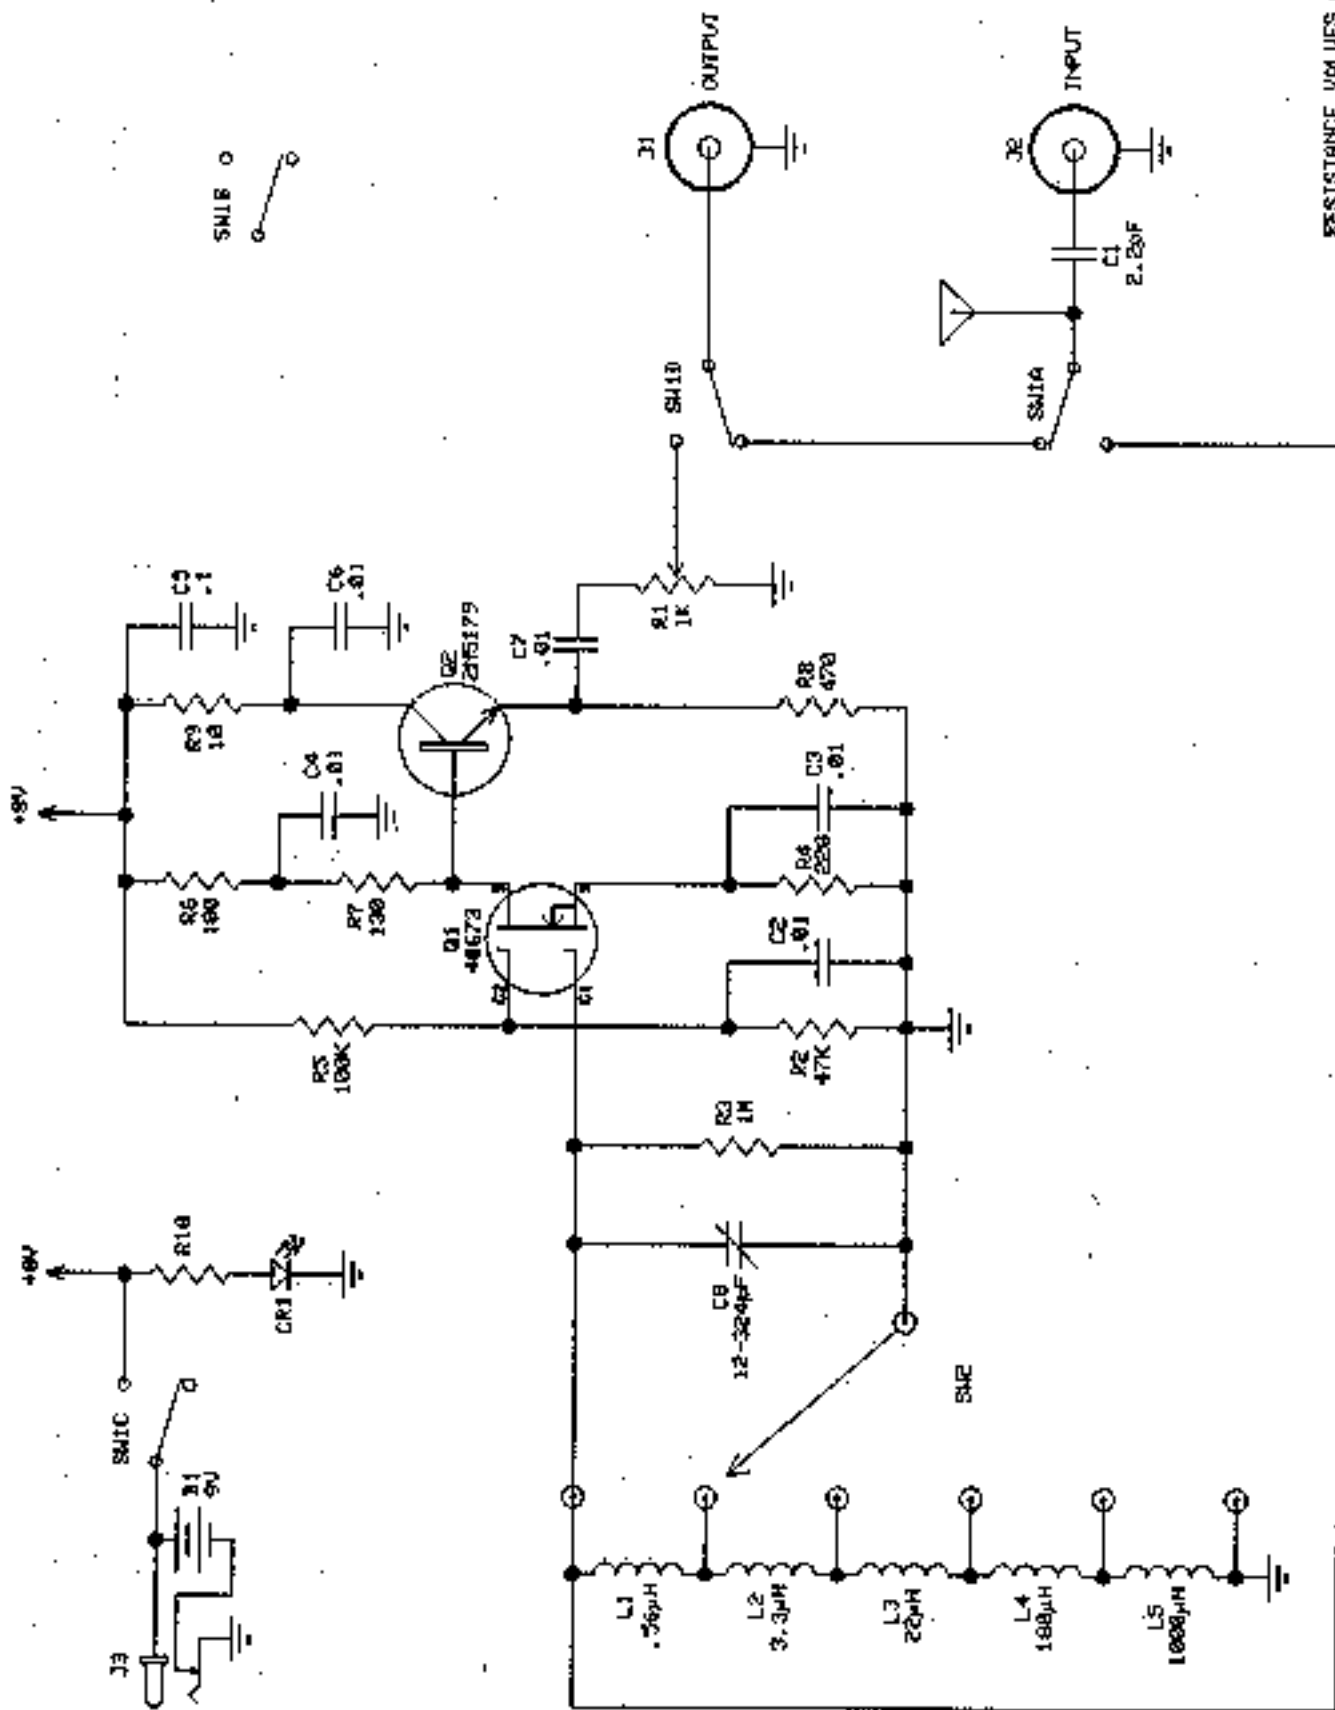 J3
B1
9V
SW1C
+9V
R10
CR1
+9V
R5
100K
R6
100
R7
130
C4
.01
R9
10
C5
.1
C6
.01
SW1B
Q1
40673
G2
G1
Q2
2N5179
C7
.01
R1
1K
SW1D
J1
OUTPUT
L1
.56µH
L2
3.3µH
L3
22µH
L4
180µH
L5
1000µH
SW2
C8
12-324pF
R3
1M
R2
47K
C2
.01
R4
220
C3
.01
R8
470
SW1A
C1
2.2pF
J2
INPUT
RESISTANCE VALUES